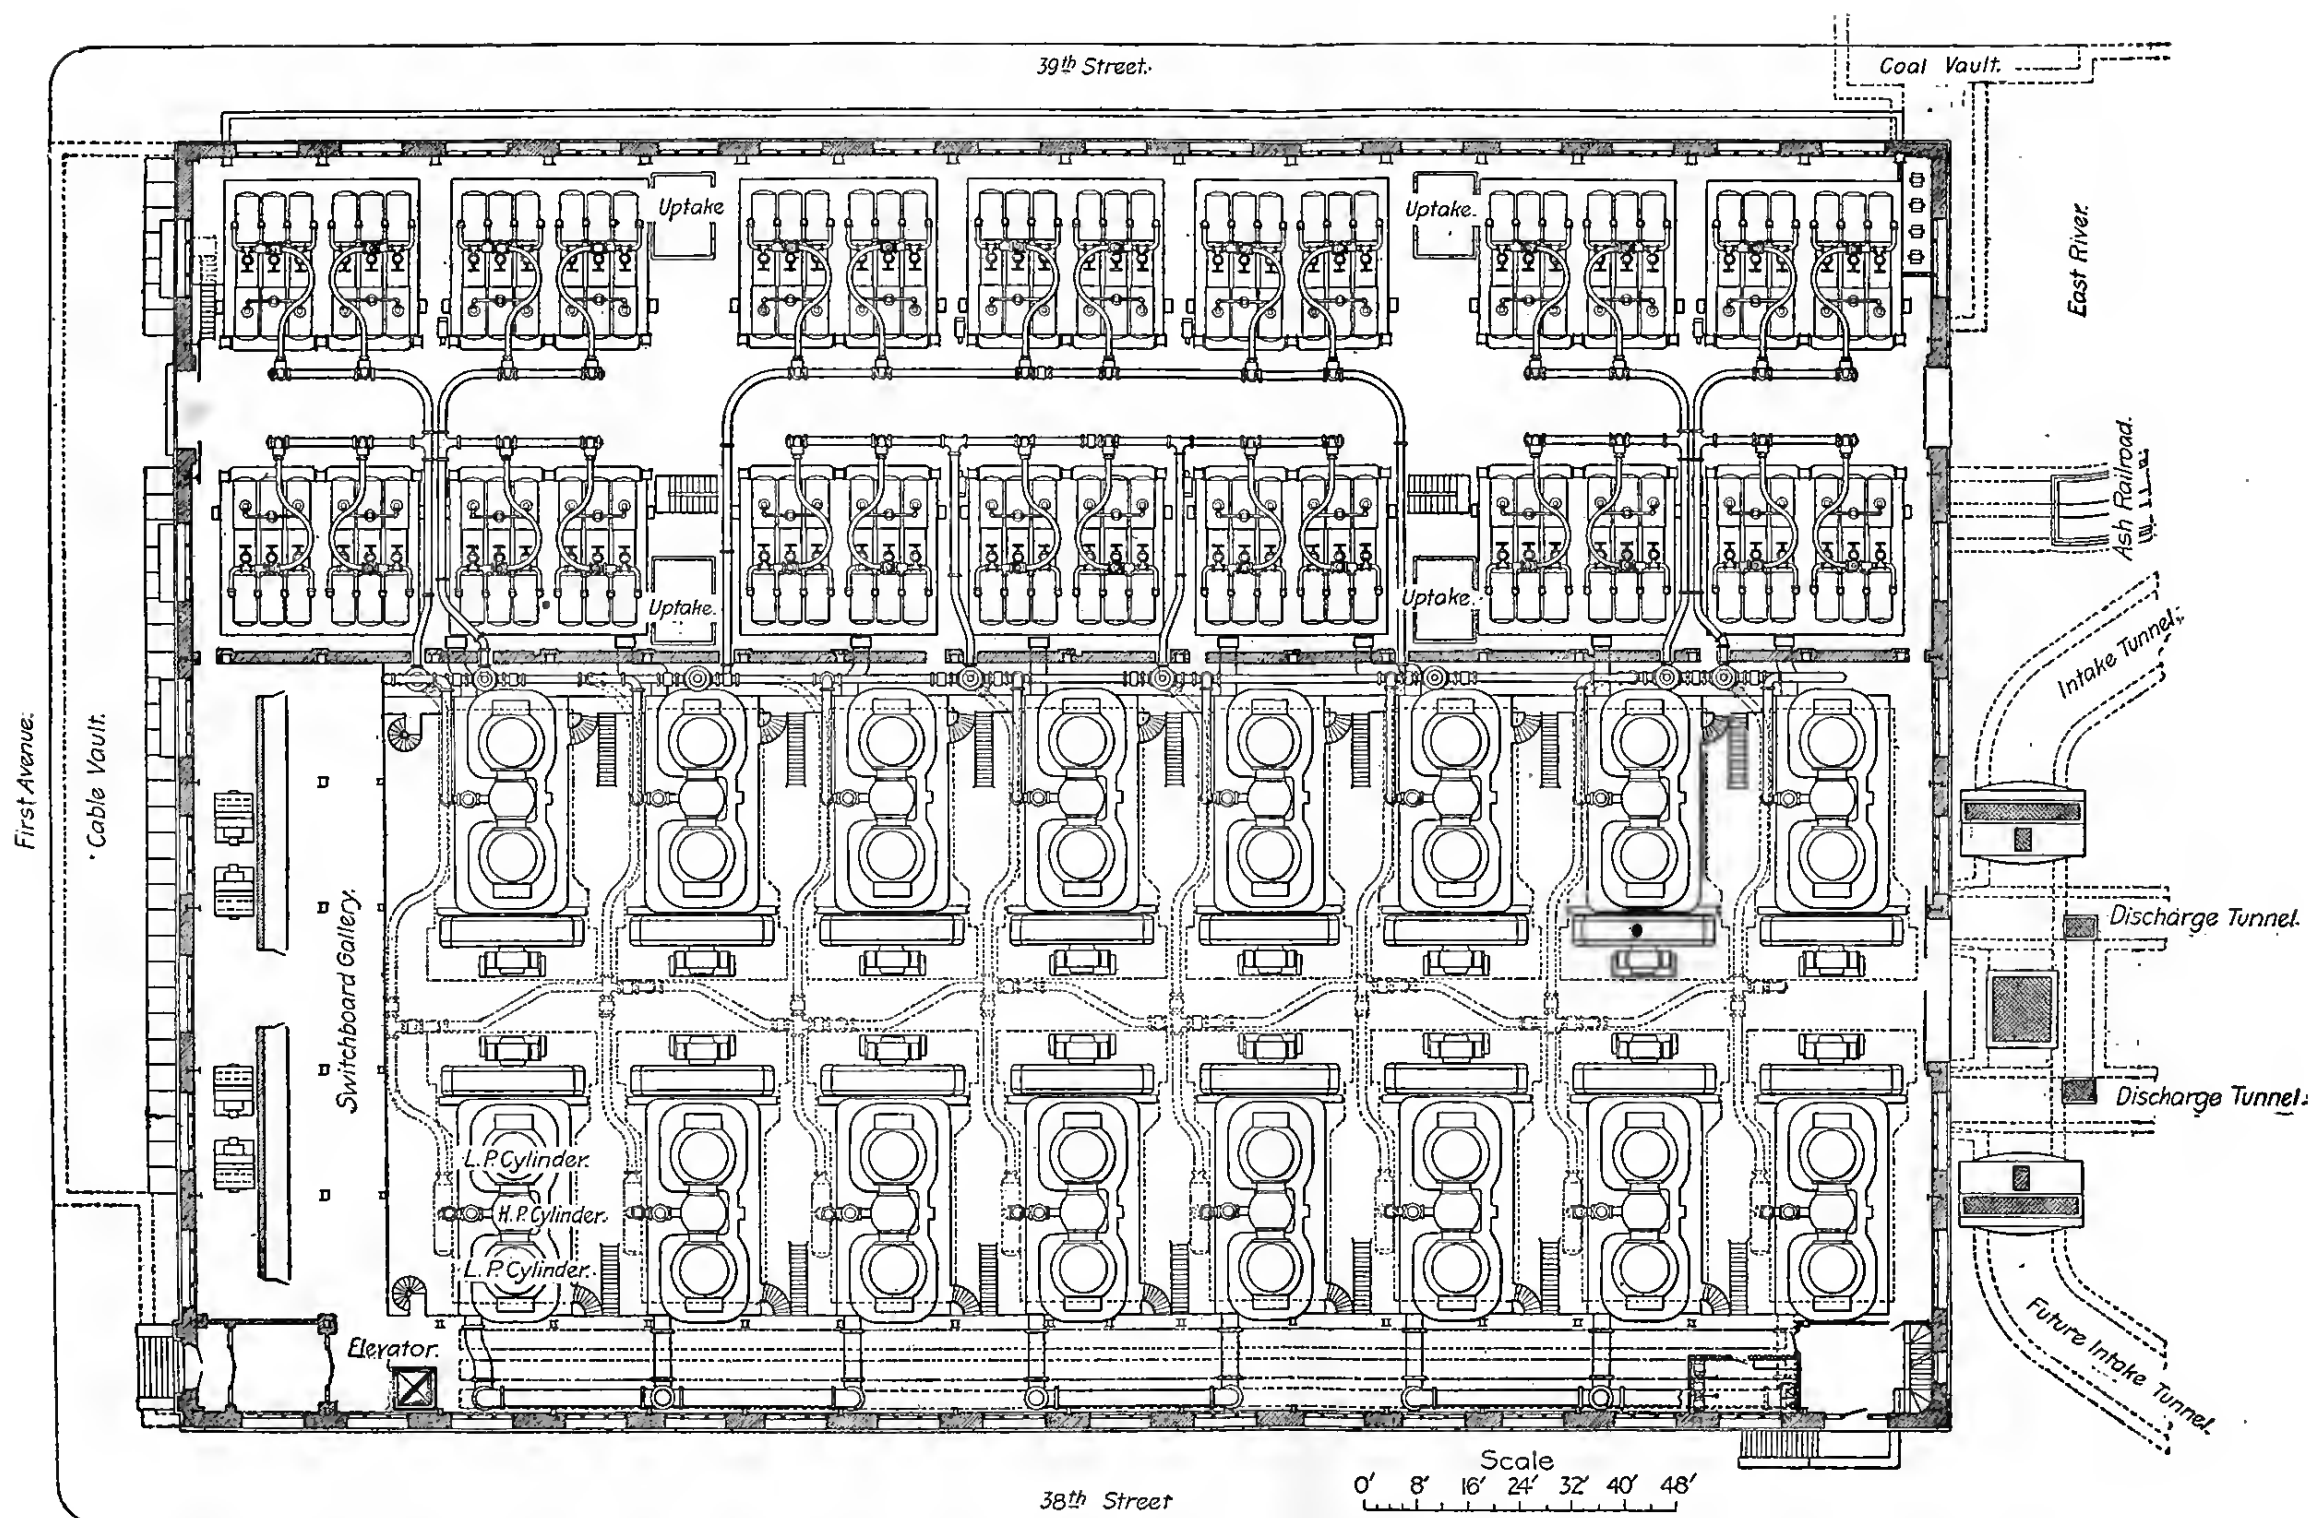 39th Street.
Coal Vault.
Uptake
Uptake.
East River.
Ash Railroad.
Uptake.
Uptake.
Intake Tunnel.
First Avenue.
Cable Vault.
Switchboard Gallery.
Discharge Tunnel.
Discharge Tunnel.
L.P. Cylinder.
H.P. Cylinder.
L.P. Cylinder.
Future Intake Tunnel.
Elevator.
Scale
0' 8' 16' 24' 32' 40' 48'
38th Street